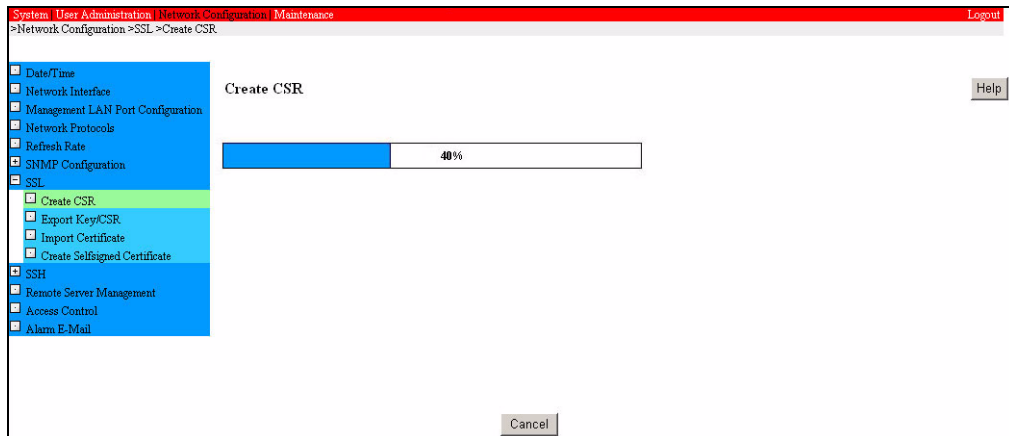 System | User Administration | Network Configuration | Maintenance Logout
>Network Configuration >SSL >Create CSR
Date/Time
Network Interface
Management LAN Port Configuration
Network Protocols
Refresh Rate
SNMP Configuration
SSL
Create CSR
Export Key/CSR
Import Certificate
Create Selfsigned Certificate
SSH
Remote Server Management
Access Control
Alarm E-Mail
Create CSR
Help
40%
Cancel